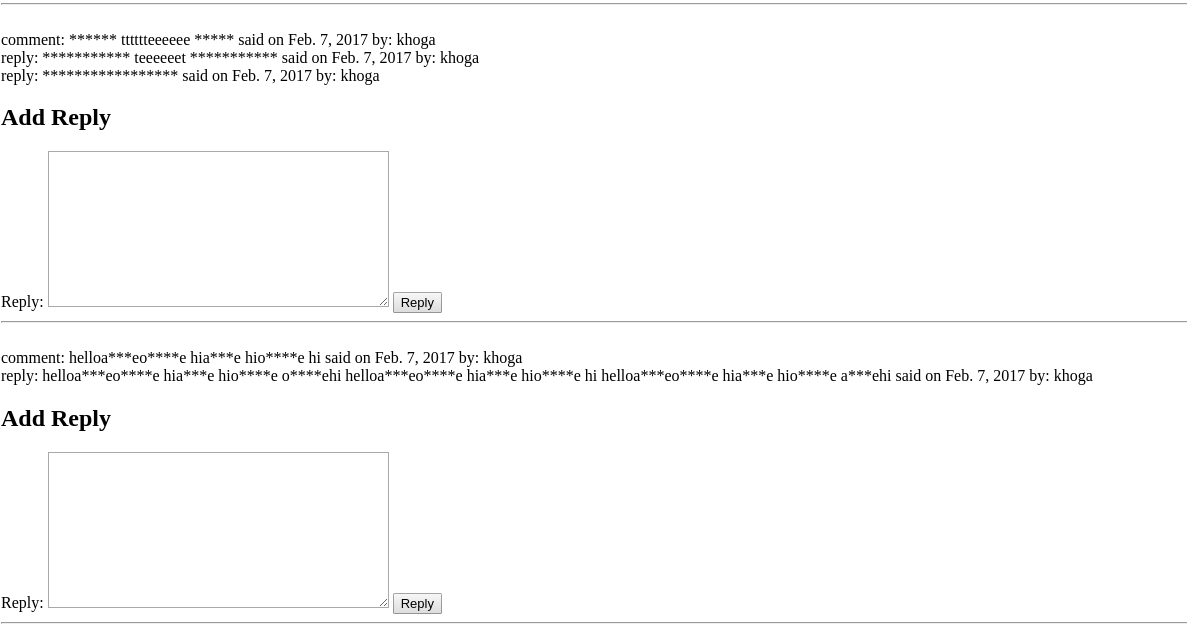 comment: ****** tttttteeeeee ***** said on Feb. 7, 2017 by: khoga
reply: *********** teeeeeet *********** said on Feb. 7, 2017 by: khoga
reply: ***************** said on Feb. 7, 2017 by: khoga
Add Reply
Reply: Reply
comment: helloa***eo****e hia***e hio****e hi said on Feb. 7, 2017 by: khoga
reply: helloa***eo****e hia***e hio****e o****ehi helloa***eo****e hia***e hio****e hi helloa***eo****e hia***e hio****e a***ehi said on Feb. 7, 2017 by: khoga
Add Reply
Reply: Reply